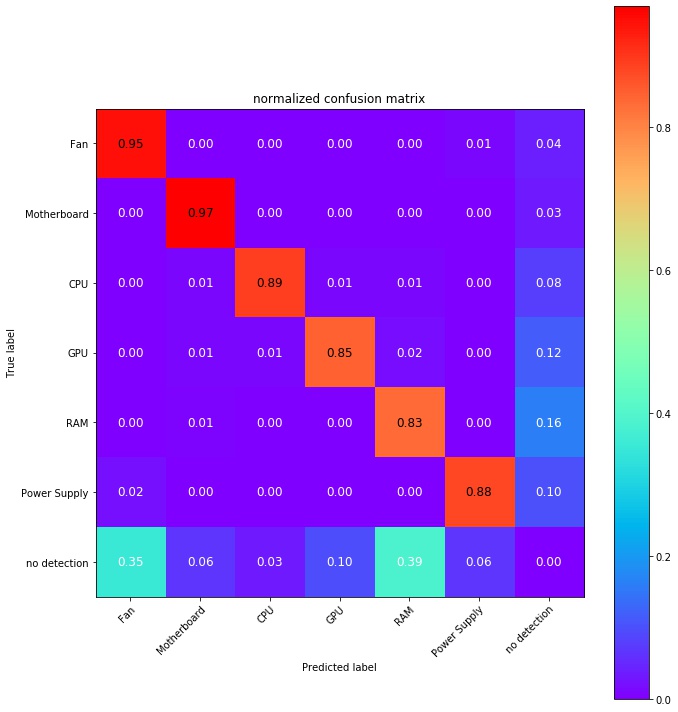 normalized confusion matrix
Fan 0.95 0.00 0.00 0.00 0.00 0.01 0.04
Motherboard 0.00 0.97 0.00 0.00 0.00 0.00 0.03
CPU 0.00 0.01 0.89 0.01 0.01 0.00 0.08
GPU 0.00 0.01 0.01 0.85 0.02 0.00 0.12
RAM 0.00 0.01 0.00 0.00 0.83 0.00 0.16
Power Supply 0.02 0.00 0.00 0.00 0.00 0.88 0.10
no detection 0.35 0.06 0.03 0.10 0.39 0.06 0.00
Fan Motherboard CPU GPU RAM Power Supply no detection
True label
Predicted label
0.8
0.6
0.4
0.2
0.0